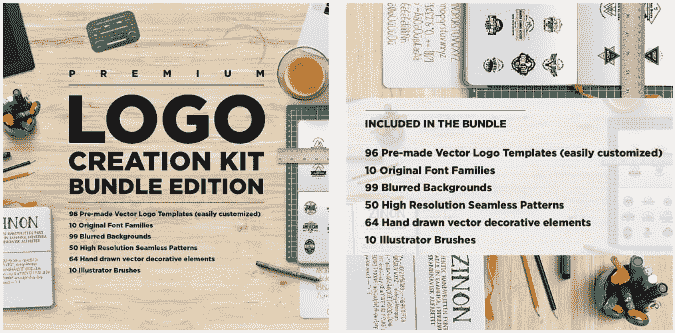 PREMIUM
LOGO
CREATION KIT
BUNDLE EDITION
96 Pre-made Vector Logo Templates (easily customized)
10 Original Font Families
99 Blurred Backgrounds
50 High Resolution Seamless Patterns
64 Hand drawn vector decorative elements
10 Illustrator Brushes
ZINON
INCLUDED IN THE BUNDLE
96 Pre-made Vector Logo Templates (easily customized)
10 Original Font Families
99 Blurred Backgrounds
50 High Resolution Seamless Patterns
64 Hand drawn vector decorative elements
10 Illustrator Brushes
ZINON